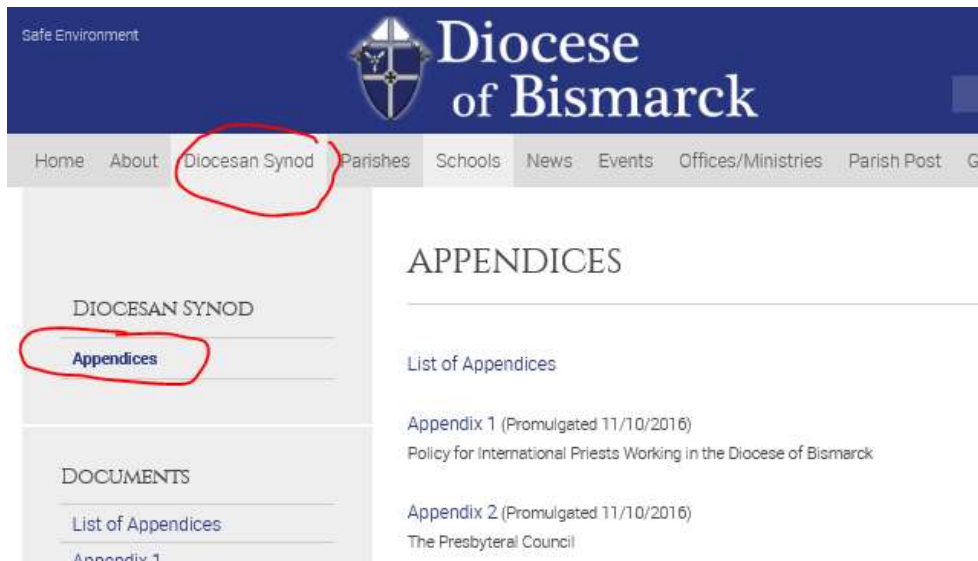 Safe Environment
Diocese
of Bismarck
Home About Diocesan Synod Parishes Schools News Events Offices/Ministries Parish Post G
DIOCESAN SYNOD
Appendices
DOCUMENTS
List of Appendices
Appendix 1
APPENDICES
List of Appendices
Appendix 1 (Promulgated 11/10/2016)
Policy for International Priests Working in the Diocese of Bismarck
Appendix 2 (Promulgated 11/10/2016)
The Presbyteral Council